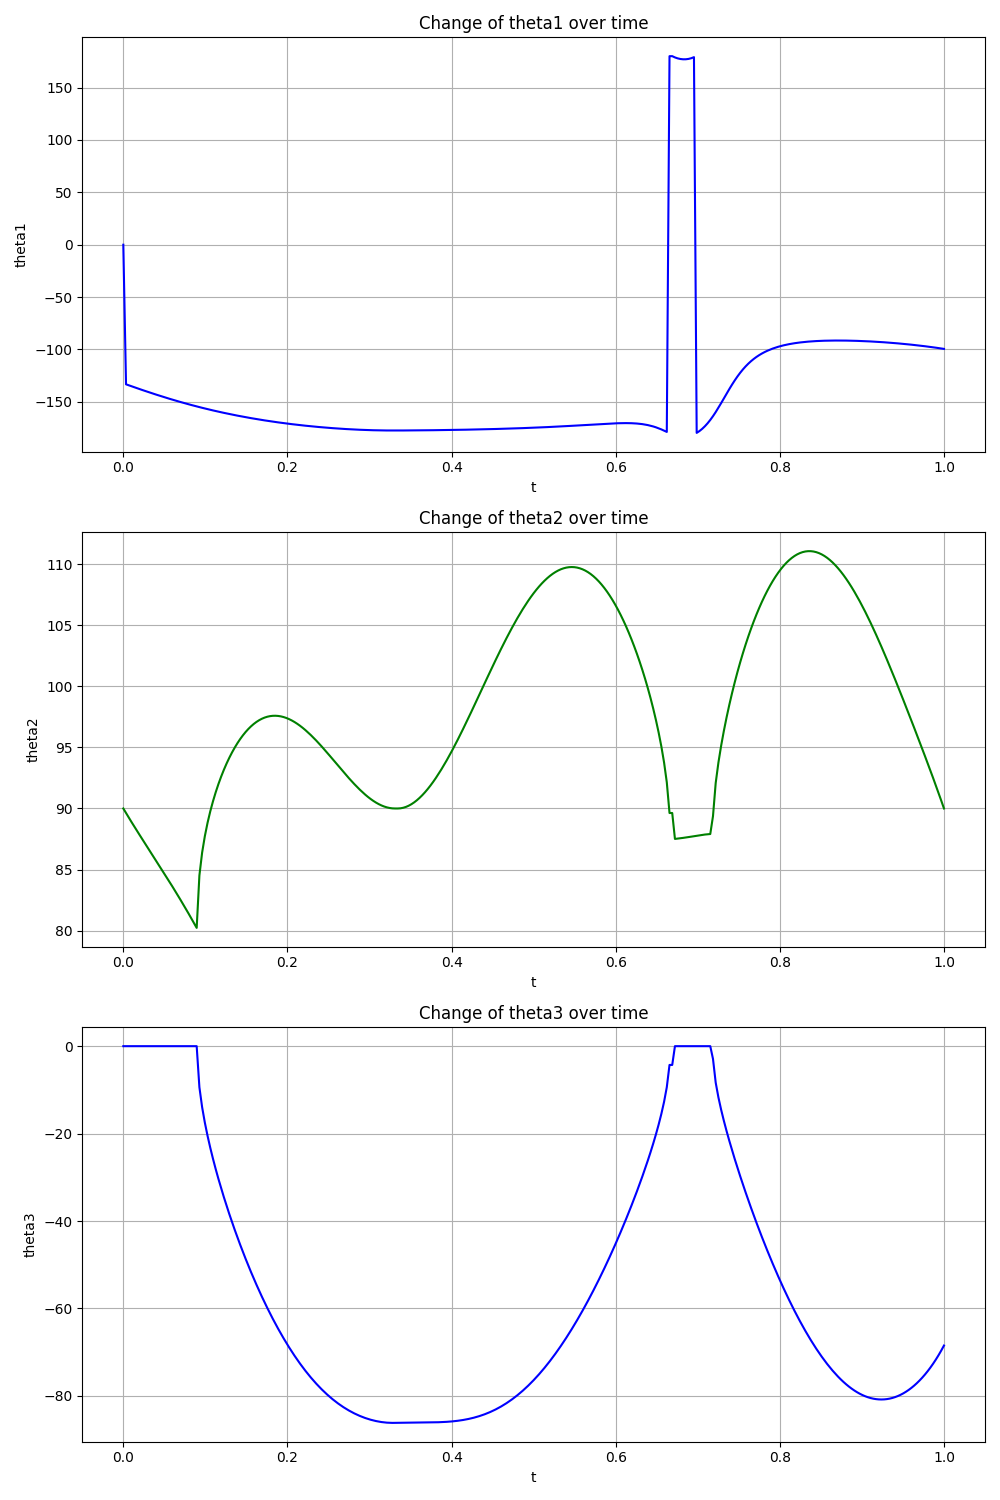 Change of theta1 over time
150
100
50
0
−50
−100
−150
theta1
0.0 0.2 0.4 0.6 0.8 1.0
t
Change of theta2 over time
110
105
100
95
90
85
80
theta2
0.0 0.2 0.4 0.6 0.8 1.0
t
Change of theta3 over time
0
−20
−40
−60
−80
theta3
0.0 0.2 0.4 0.6 0.8 1.0
t